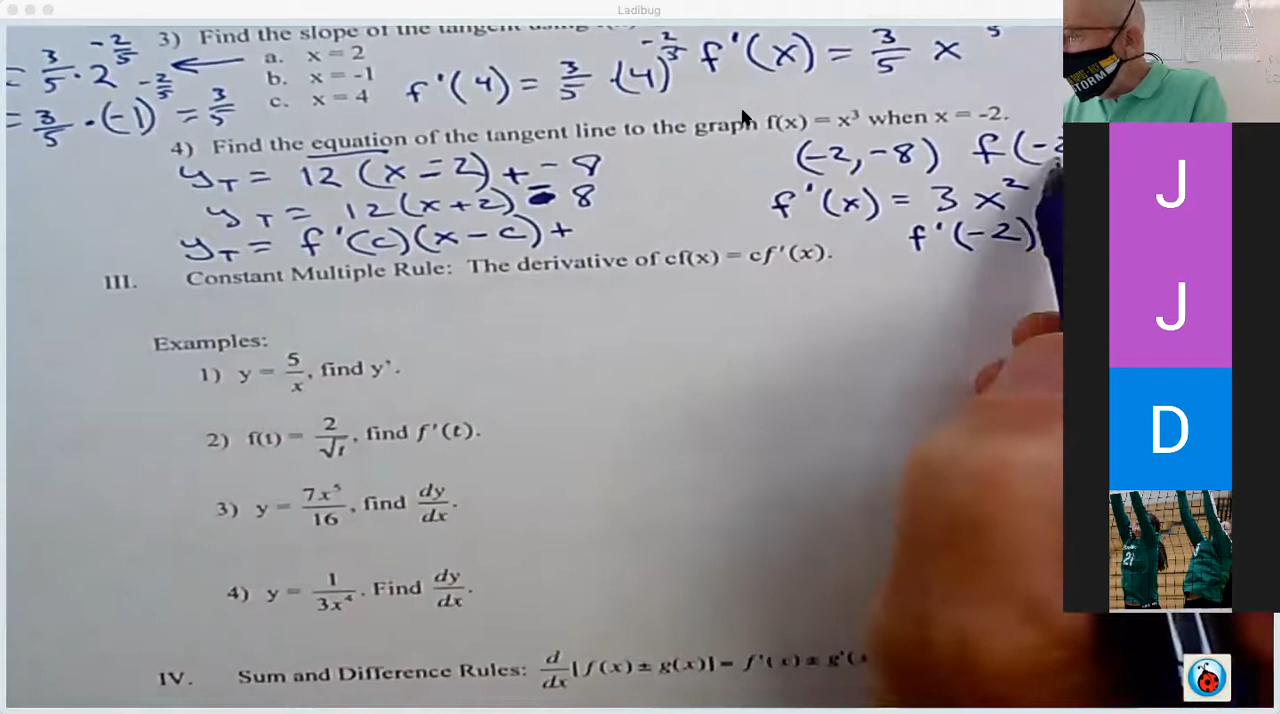 Ladibug
3) Find the slope of the tangent using
a. x = 2
b. x = -1
c. x = 4
= 3/5 · 2^(-2/5)
= 3/5 · (-1)^(-2/5) = 3/5
f'(4) = 3/5 · (4)
f'(x) = 3/5 x
4) Find the equation of the tangent line to the graph f(x) = x³ when x = -2.
y_T = 12 (x = 2) + - 8
y_T = 12(x+2) - 8
y_T = f'(c)(x - c) +
(-2, -8) f(-2
f'(x) = 3x²
f'(-2)
III. Constant Multiple Rule: The derivative of cf(x) = cf'(x).
Examples:
1) y = 5/x, find y'.
2) f(t) = 2/√t, find f'(t).
3) y = 7x⁵/16, find dy/dx.
4) y = 1/3x⁴. Find dy/dx.
IV. Sum and Difference Rules: d/dx [f(x) ± g(x)] = f'(x) ± g'(x
STORM
J
J
D
21